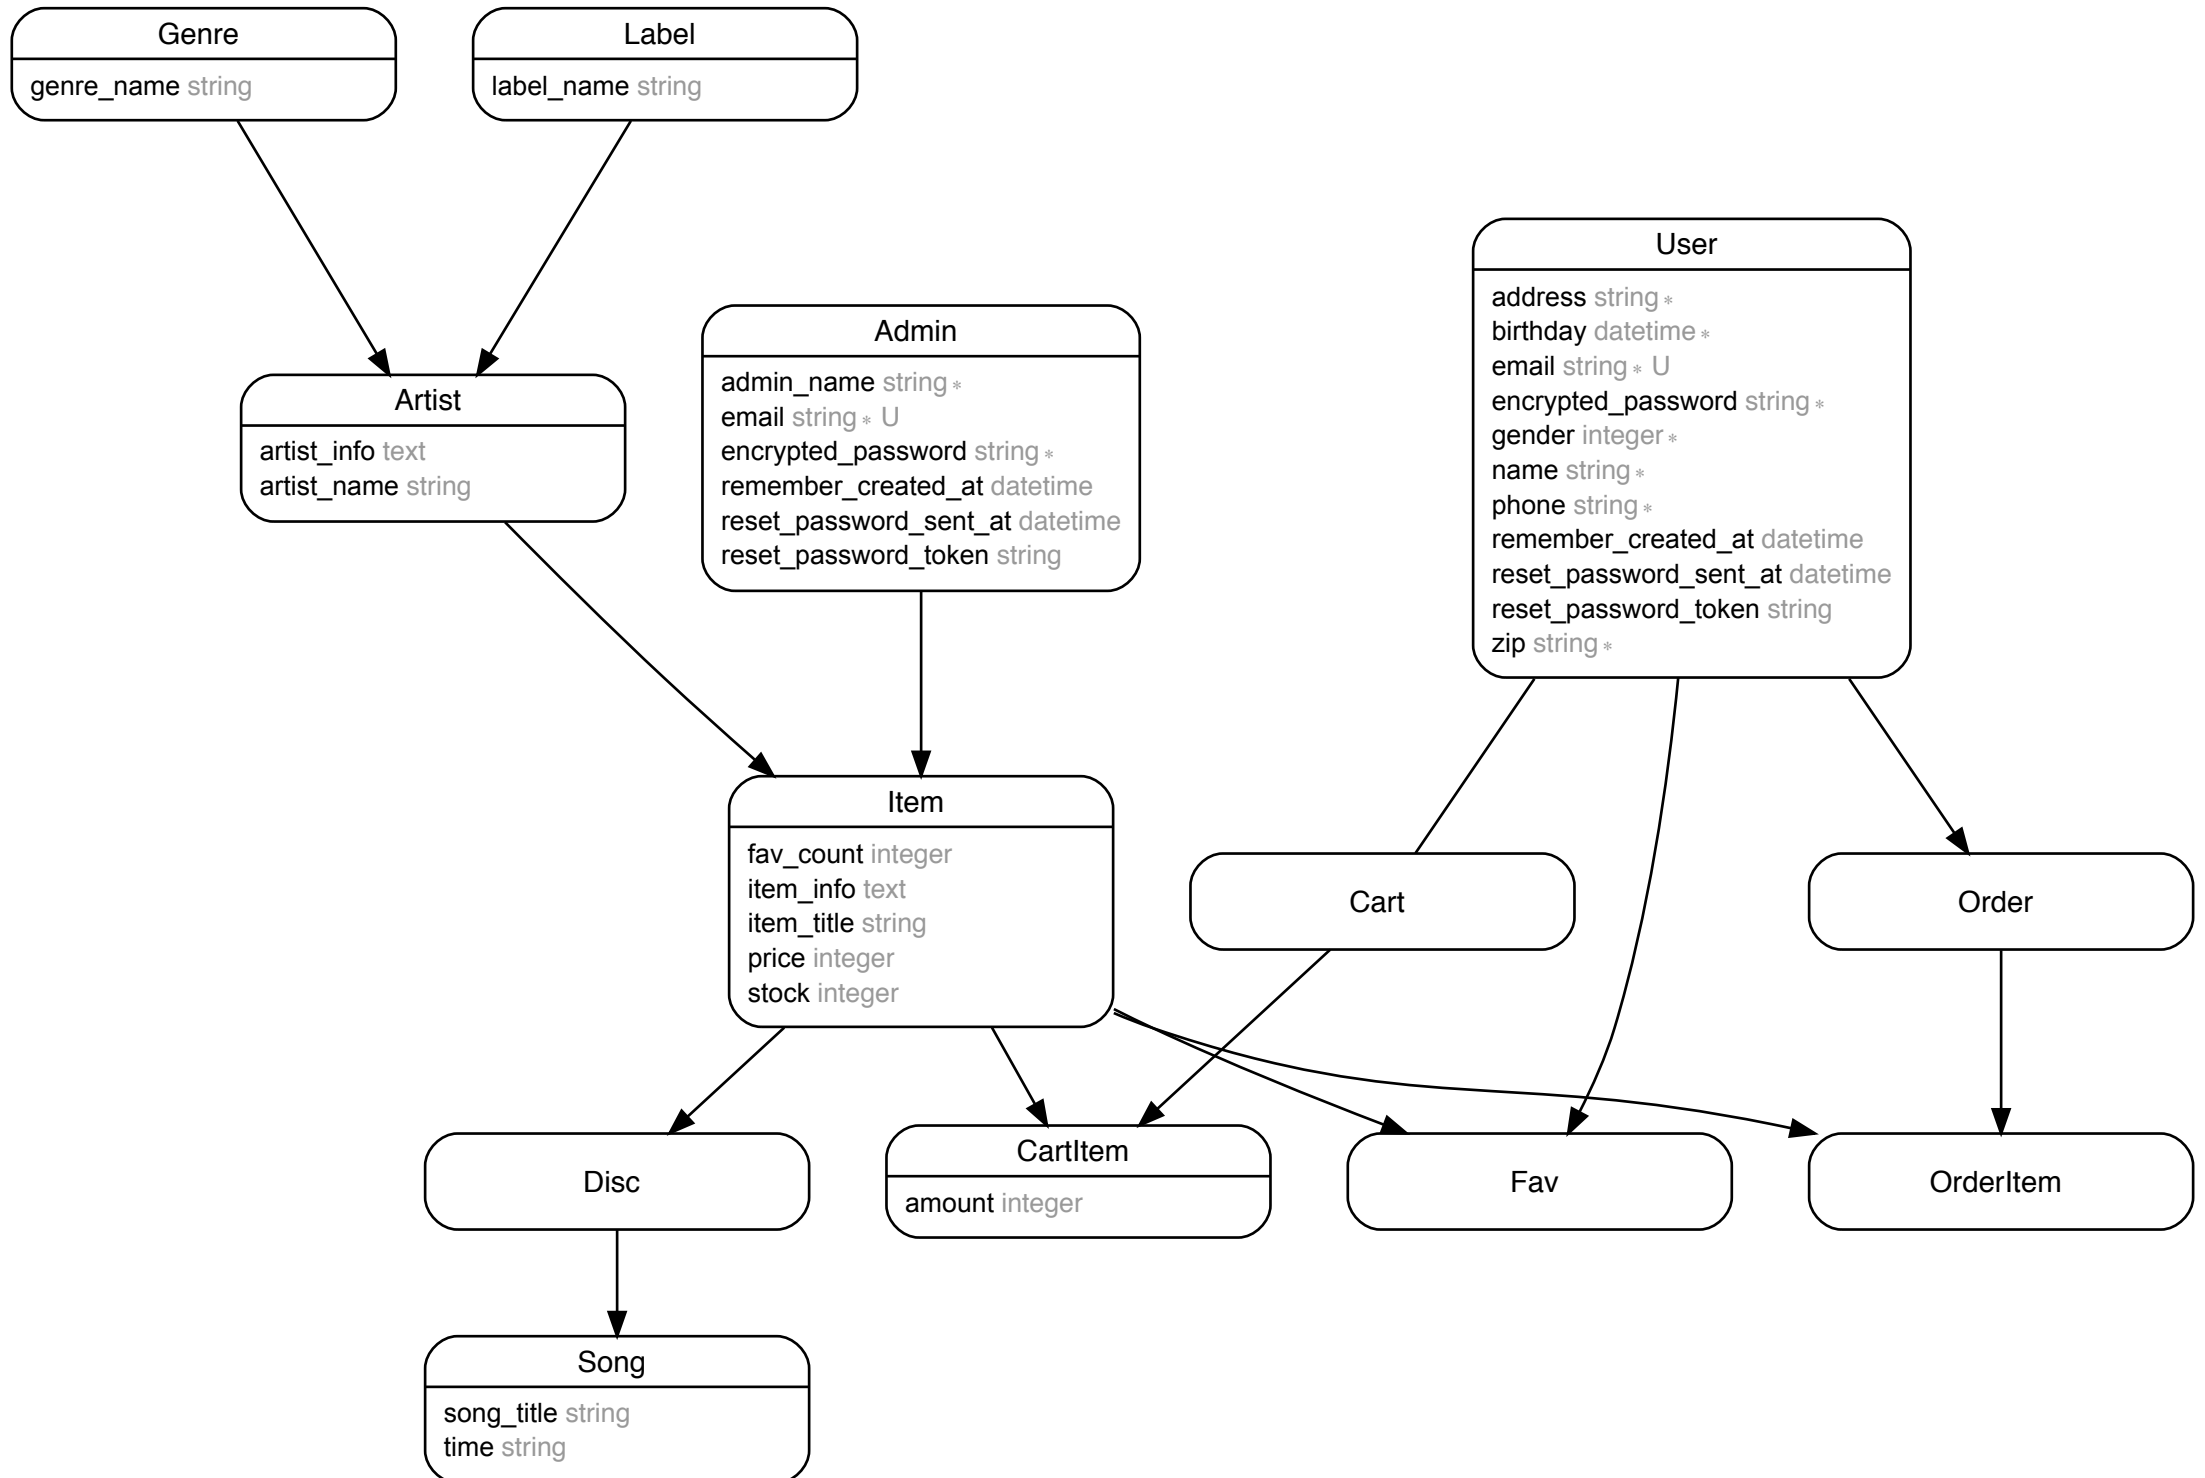 Genre
genre_name string
Label
label_name string
User
address string *
birthday datetime *
email string * U
encrypted_password string *
gender integer *
name string *
phone string *
remember_created_at datetime
reset_password_sent_at datetime
reset_password_token string
zip string *
Admin
admin_name string *
email string * U
encrypted_password string *
remember_created_at datetime
reset_password_sent_at datetime
reset_password_token string
Artist
artist_info text
artist_name string
Item
fav_count integer
item_info text
item_title string
price integer
stock integer
Cart
Order
Disc
CartItem
amount integer
Fav
OrderItem
Song
song_title string
time string